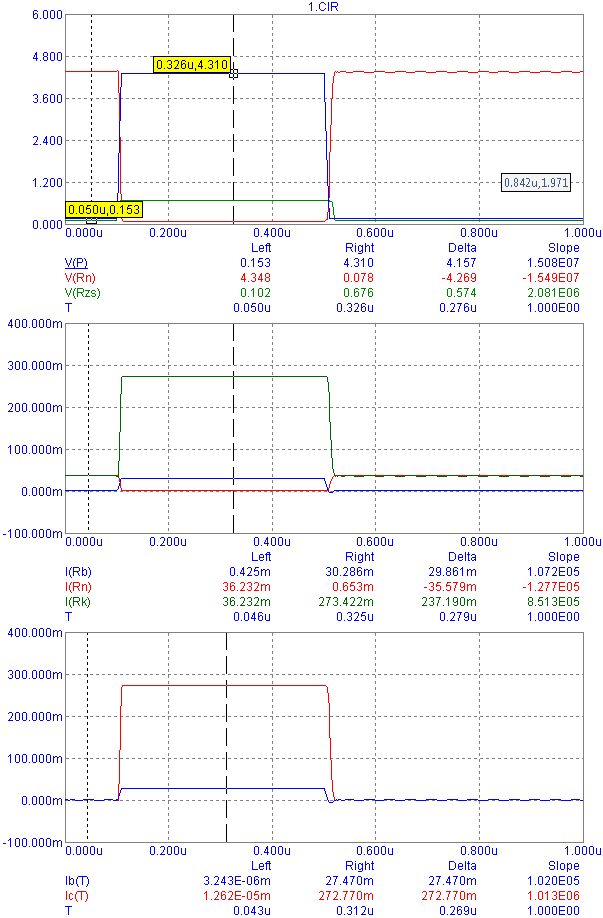 1.CIR
6.000
4.800
0.326u,4.310
3.600
2.400
1.200
0.842u,1.971
0.050u,0.153
0.000
0.000u 0.200u 0.400u 0.600u 0.800u 1.000u
Left Right Delta Slope
V(P) 0.153 4.310 4.157 1.508E07
V(Rn) 4.348 0.078 -4.269 -1.549E07
V(Rzs) 0.102 0.676 0.574 2.081E06
T 0.050u 0.326u 0.276u 1.000E00
400.000m
300.000m
200.000m
100.000m
0.000m
-100.000m
0.000u 0.200u 0.400u 0.600u 0.800u 1.000u
Left Right Delta Slope
I(Rb) 0.425m 30.286m 29.861m 1.072E05
I(Rn) 36.232m 0.653m -35.579m -1.277E05
I(Rk) 36.232m 273.422m 237.190m 8.513E05
T 0.046u 0.325u 0.279u 1.000E00
400.000m
300.000m
200.000m
100.000m
0.000m
-100.000m
0.000u 0.200u 0.400u 0.600u 0.800u 1.000u
Left Right Delta Slope
Ib(T) 3.243E-06m 27.470m 27.470m 1.020E05
Ic(T) 1.262E-05m 272.770m 272.770m 1.013E06
T 0.043u 0.312u 0.269u 1.000E00